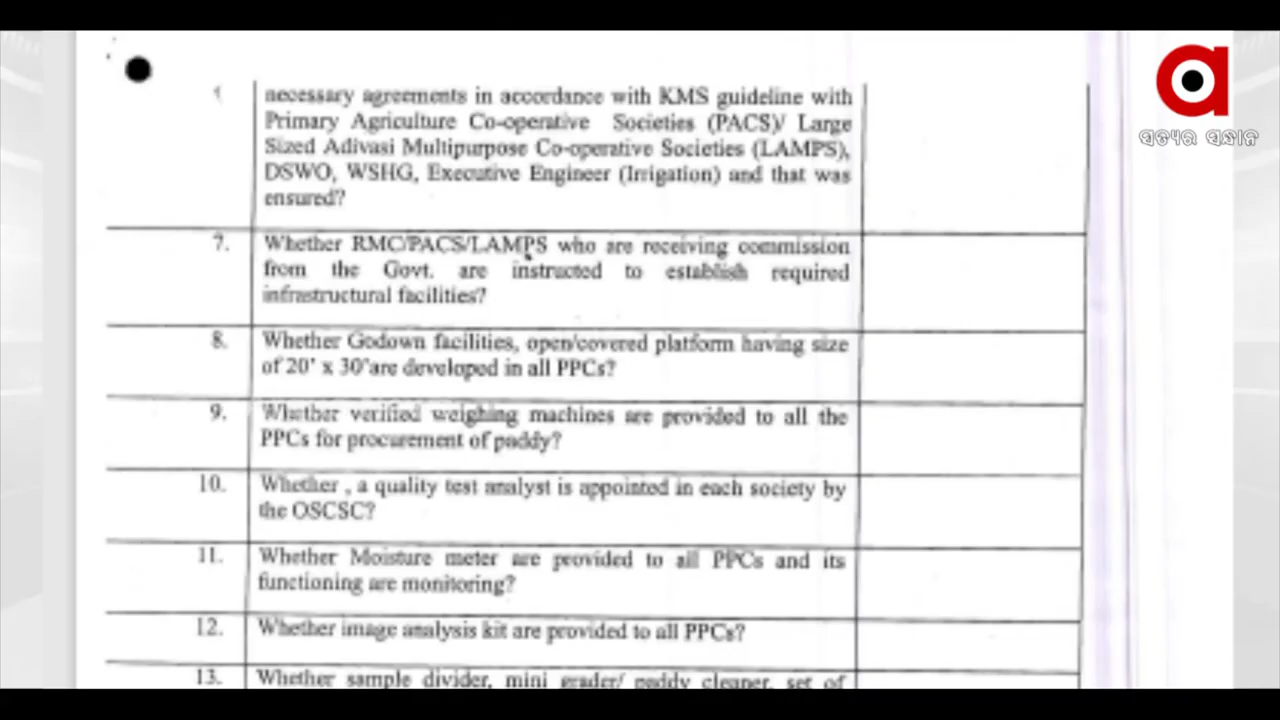 ସତ୍ୟର ସନ୍ଧାନ
necessary agreements in accordance with KMS guideline with
Primary Agriculture Co-operative Societies (PACS)/ Large
Sized Adivasi Multipurpose Co-operative Societies (LAMPS),
DSWO, WSHG, Executive Engineer (Irrigation) and that was
ensured?
7. Whether RMC/PACS/LAMPS who are receiving commission
from the Govt. are instructed to establish required
infrastructural facilities?
8. Whether Godown facilities, open/covered platform having size
of 20' x 30'are developed in all PPCs?
9. Whether verified weighing machines are provided to all the
PPCs for procurement of paddy?
10. Whether , a quality test analyst is appointed in each society by
the OSCSC?
11. Whether Moisture meter are provided to all PPCs and its
functioning are monitoring?
12. Whether image analysis kit are provided to all PPCs?
13. Whether sample divider, mini grader/ paddy cleaner, set of